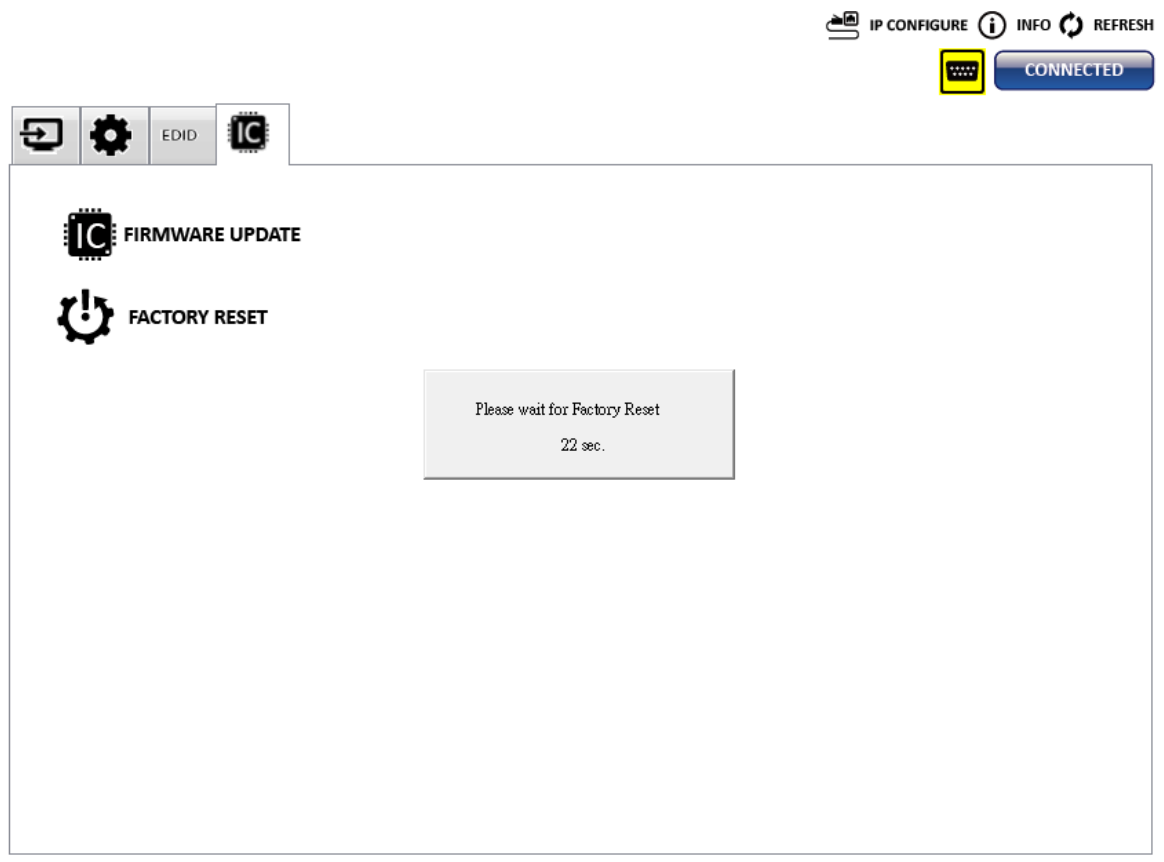 IP CONFIGURE INFO REFRESH
CONNECTED
EDID IC
IC FIRMWARE UPDATE
FACTORY RESET
Please wait for Factory Reset
22 sec.